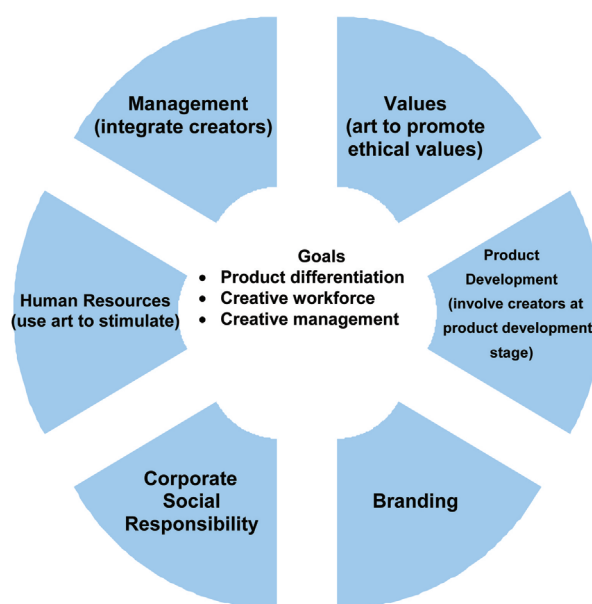 Management
(integrate creators)
Values
(art to promote
ethical values)
Product
Development
(involve creators at
product development
stage)
Branding
Corporate
Social
Responsibility
Human Resources
(use art to stimulate)
Goals
• Product differentiation
• Creative workforce
• Creative management